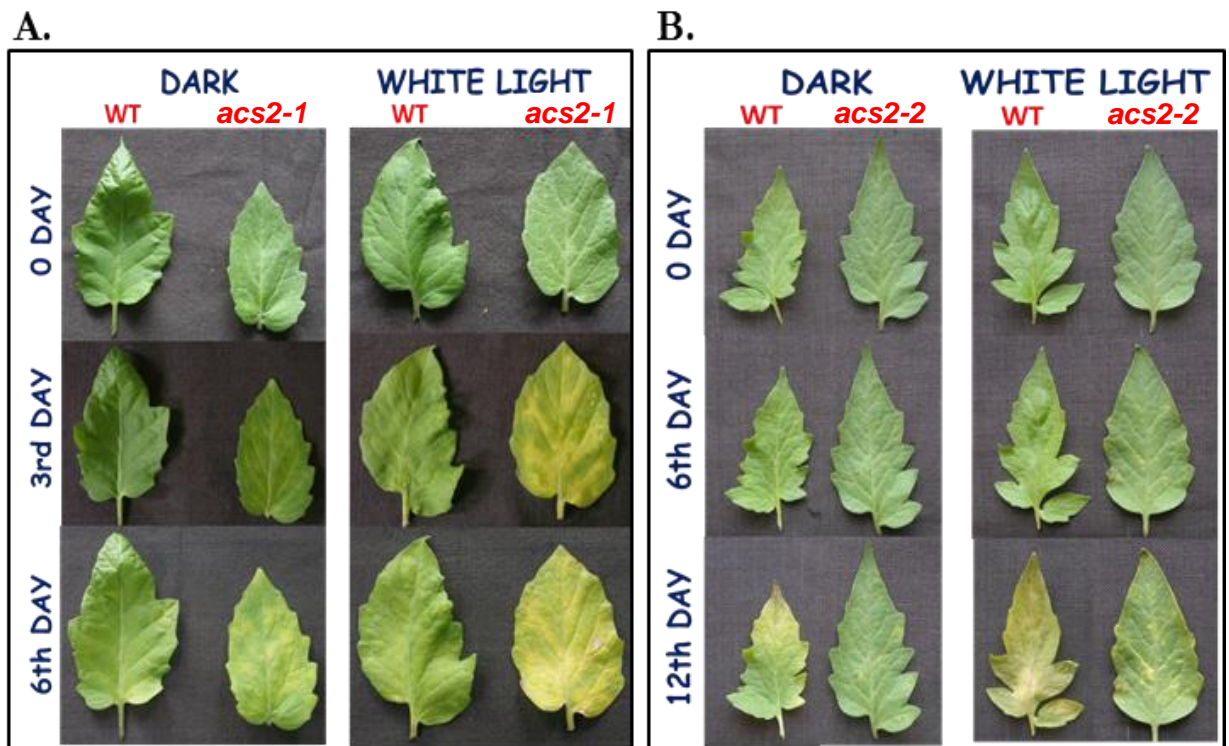 A.
DARK WHITE LIGHT
WT acs2-1 WT acs2-1
0 DAY
3rd DAY
6th DAY
B.
DARK WHITE LIGHT
WT acs2-2 WT acs2-2
0 DAY
6th DAY
12th DAY